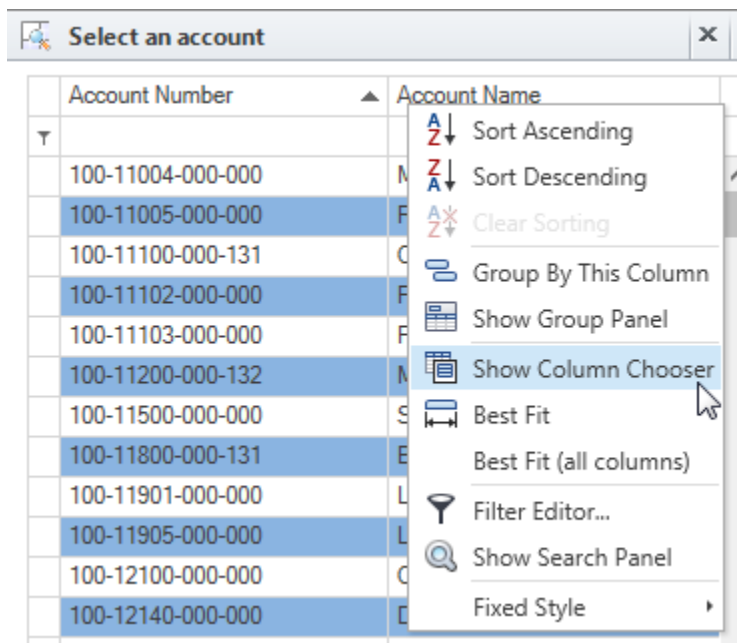 Select an account
Account Number
Account Name
100-11004-000-000
100-11005-000-000
100-11100-000-131
100-11102-000-000
100-11103-000-000
100-11200-000-132
100-11500-000-000
100-11800-000-131
100-11901-000-000
100-11905-000-000
100-12100-000-000
100-12140-000-000
Sort Ascending
Sort Descending
Clear Sorting
Group By This Column
Show Group Panel
Show Column Chooser
Best Fit
Best Fit (all columns)
Filter Editor...
Show Search Panel
Fixed Style